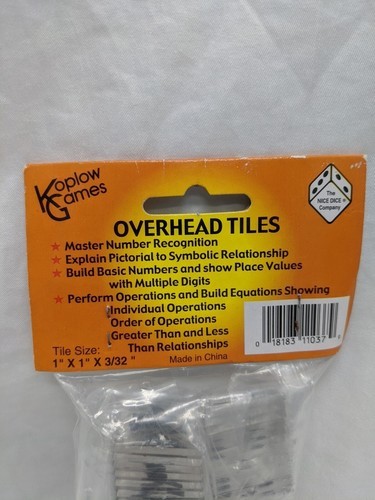 Koplow
Games
The
NICE DICE
Company
OVERHEAD TILES
Master Number Recognition
Explain Pictorial to Symbolic Relationship
Build Basic Numbers and show Place Values
with Multiple Digits
Perform Operations and Build Equations Showing
Individual Operations
Order of Operations
Greater Than and Less
Than Relationships
Tile Size:
1" X 1" X 3/32 "
Made in China
0 18183 11037 9